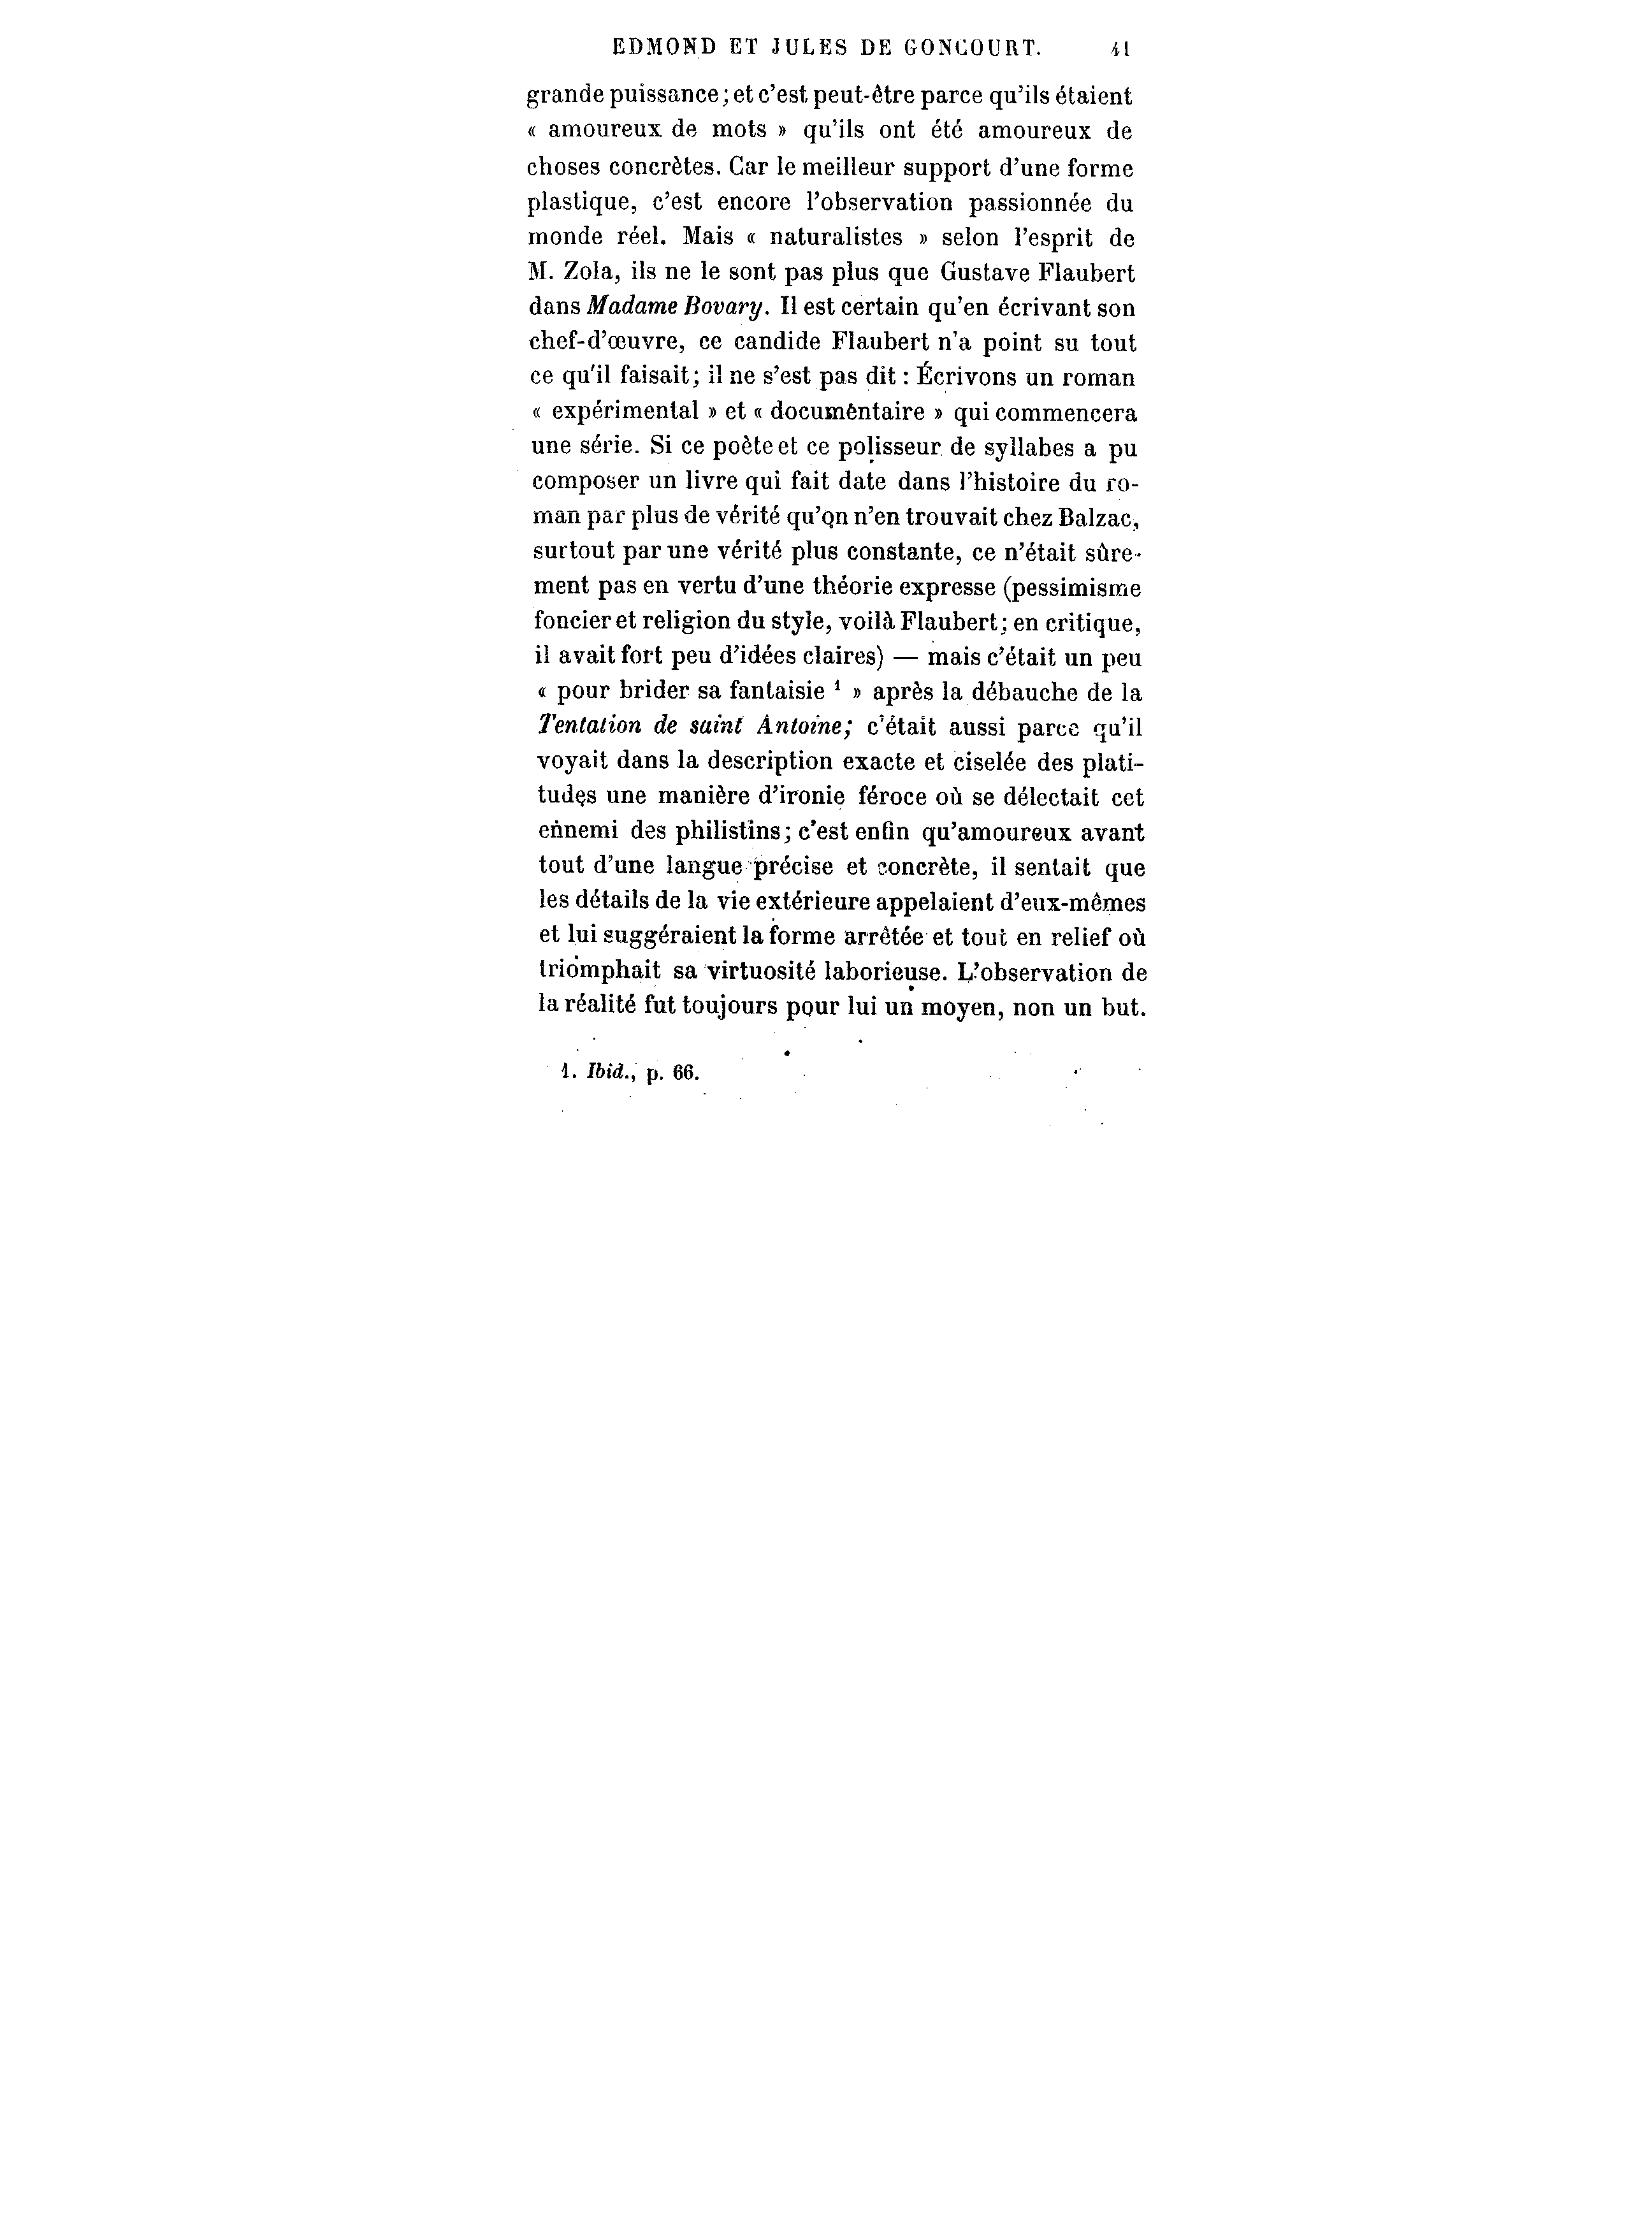 EDMOND ET JULES DE GONCOURT. 41
grande puissance; et c'est peut-être parce qu'ils étaient
« amoureux de mots » qu'ils ont été amoureux de
choses concrètes. Car le meilleur support d'une forme
plastique, c'est encore l'observation passionnée du
monde réel. Mais « naturalistes » selon l'esprit de
M. Zola, ils ne le sont pas plus que Gustave Flaubert
dans Madame Bovary. Il est certain qu'en écrivant son
chef-d'œuvre, ce candide Flaubert n'a point su tout
ce qu'il faisait; il ne s'est pas dit : Écrivons un roman
« expérimental » et « documentaire » qui commencera
une série. Si ce poète et ce polisseur de syllabes a pu
composer un livre qui fait date dans l'histoire du ro-
man par plus de vérité qu'on n'en trouvait chez Balzac,
surtout par une vérité plus constante, ce n'était sûre-
ment pas en vertu d'une théorie expresse (pessimisme
foncier et religion du style, voilà Flaubert; en critique,
il avait fort peu d'idées claires) — mais c'était un peu
« pour brider sa fantaisie ¹ » après la débauche de la
Tentation de saint Antoine; c'était aussi parce qu'il
voyait dans la description exacte et ciselée des plati-
tudes une manière d'ironie féroce où se délectait cet
ennemi des philistins; c'est enfin qu'amoureux avant
tout d'une langue précise et concrète, il sentait que
les détails de la vie extérieure appelaient d'eux-mêmes
et lui suggéraient la forme arrêtée et tout en relief où
triomphait sa virtuosité laborieuse. L'observation de
la réalité fut toujours pour lui un moyen, non un but.
1. Ibid., p. 66.